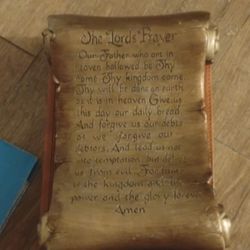 The "Lords" Prayer
Our Father who art in
heaven hallowed be Thy
name Thy kingdom come
Thy will be done on earth
as it is in heaven Give us
this day our daily bread.
And forgive us our debts
as we forgive our
debtors. And lead us not
into temptation, but del
us from evil. For thine
is the kingdom and the
power and the glory forever
Amen